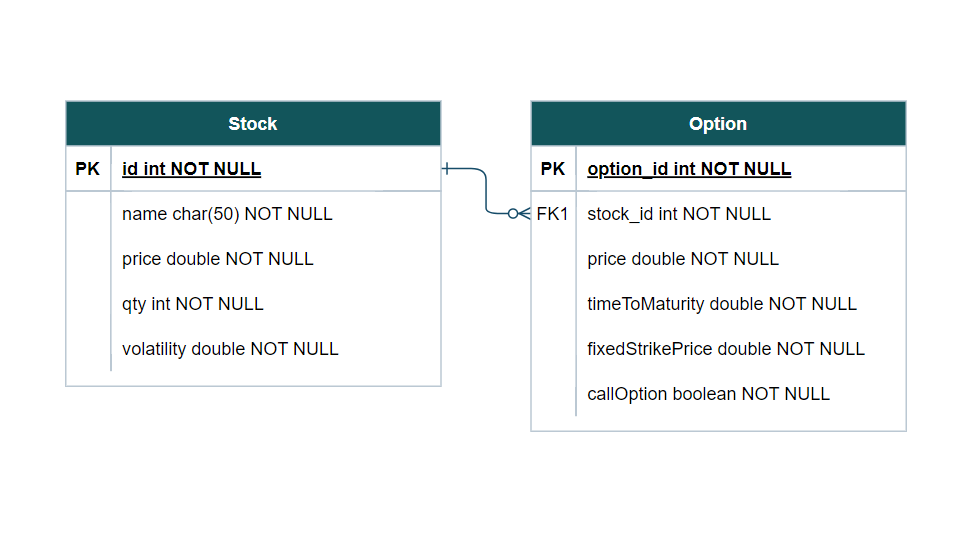 Stock
PK id int NOT NULL
name char(50) NOT NULL
price double NOT NULL
qty int NOT NULL
volatility double NOT NULL
Option
PK option_id int NOT NULL
FK1 stock_id int NOT NULL
price double NOT NULL
timeToMaturity double NOT NULL
fixedStrikePrice double NOT NULL
callOption boolean NOT NULL